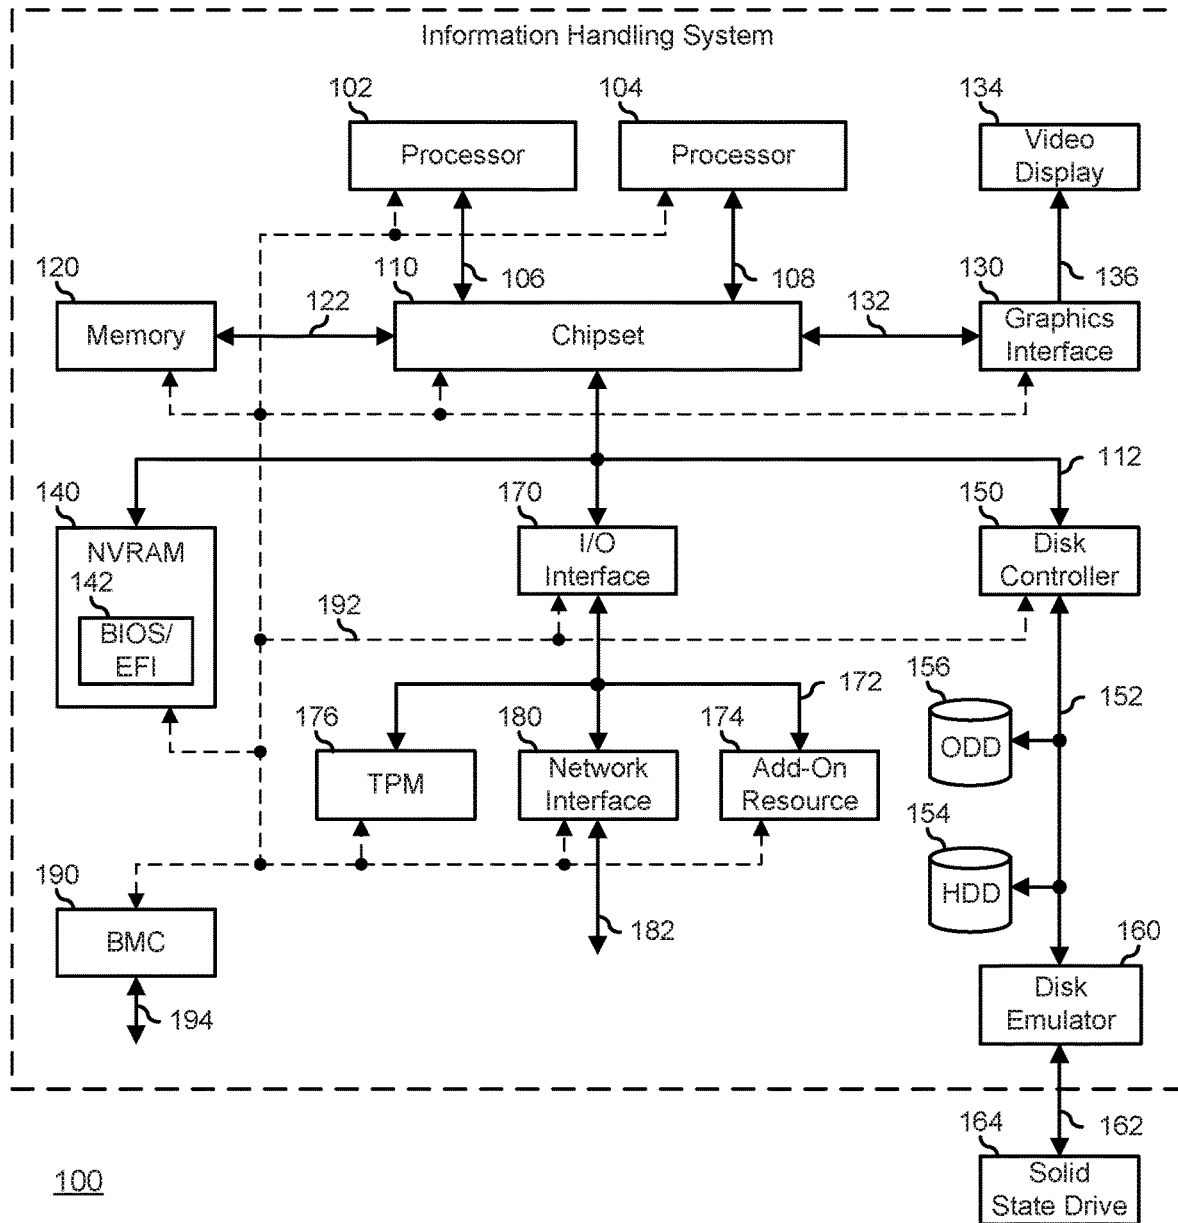 Information Handling System
102
104
134
Processor
Processor
Video
Display
120
110
106
108
130
136
122
132
Memory
Chipset
Graphics
Interface
112
140
170
150
NVRAM
I/O
Interface
Disk
Controller
142
BIOS/
EFI
192
156
152
172
176
180
174
ODD
TPM
Network
Interface
Add-On
Resource
154
HDD
190
BMC
182
160
194
Disk
Emulator
164
162
100
Solid
State Drive